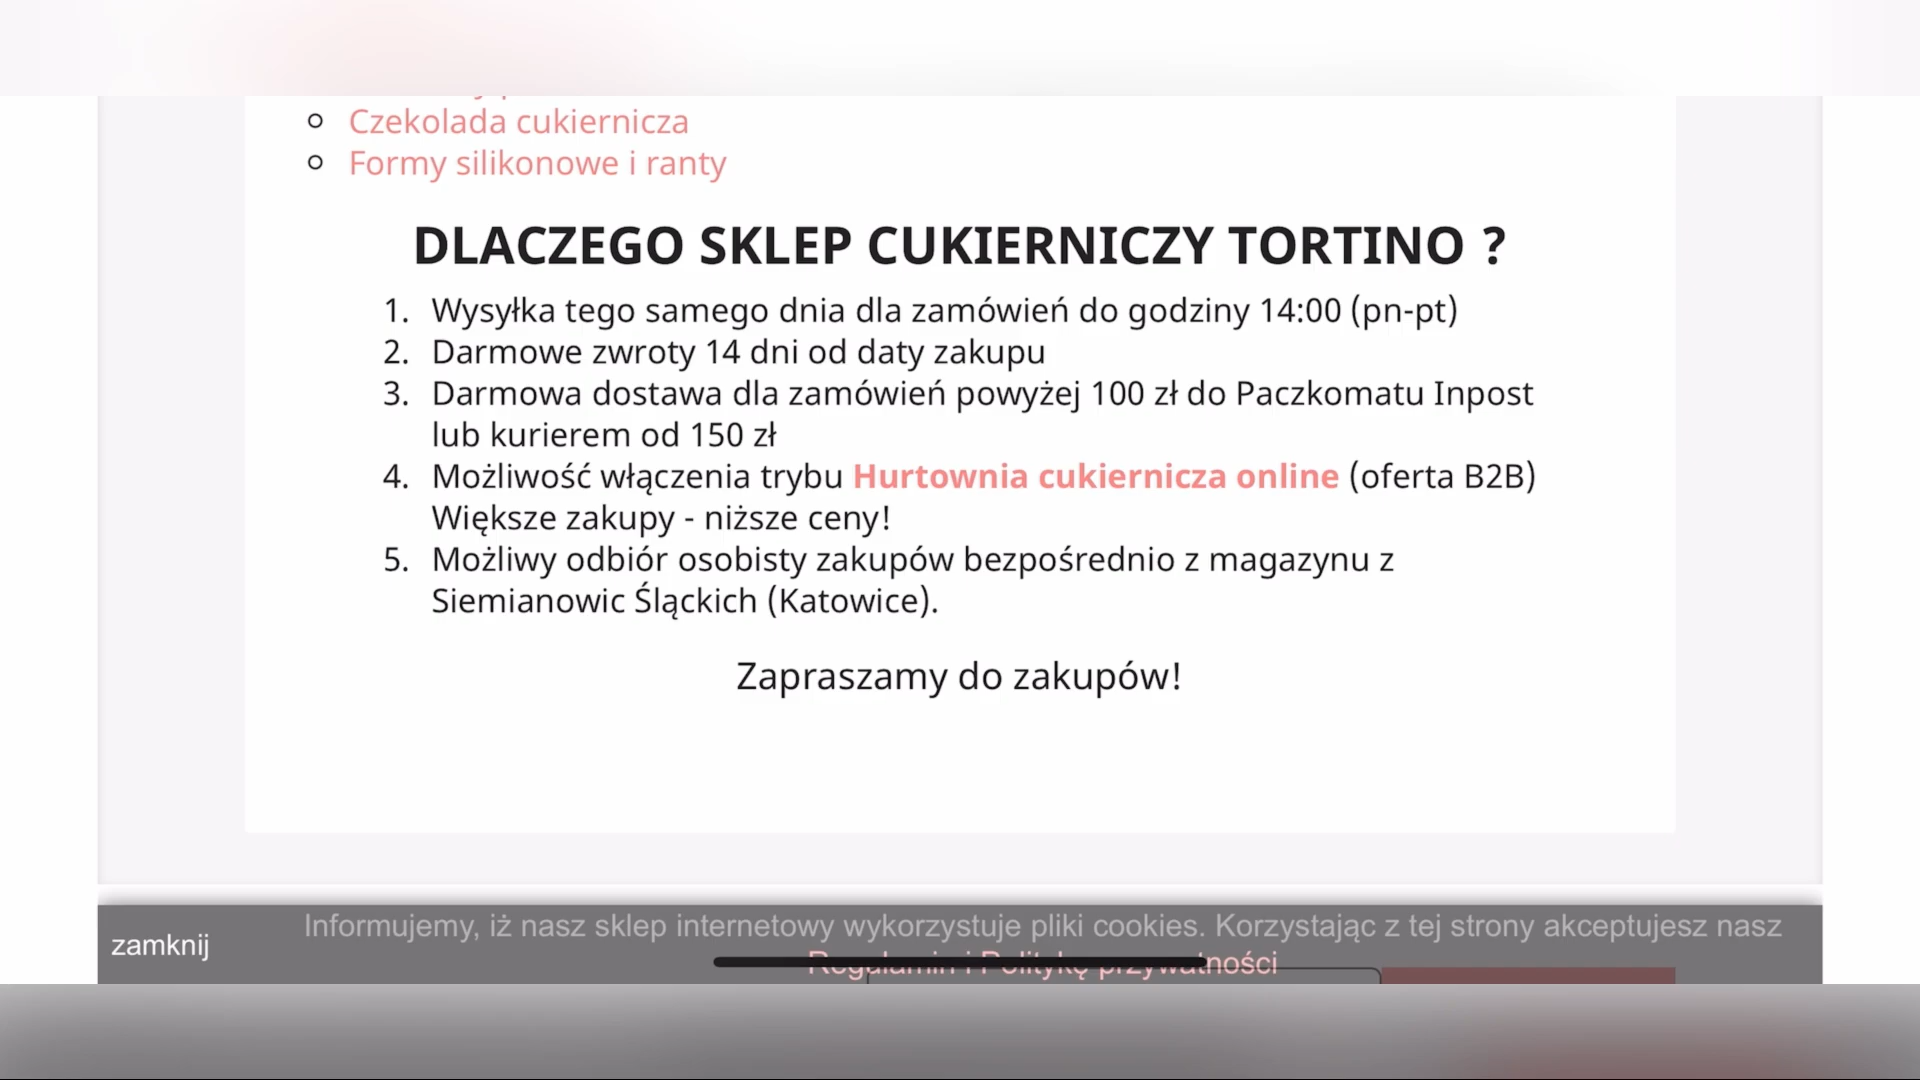 Czekolada cukiernicza
Formy silikonowe i ranty
DLACZEGO SKLEP CUKIERNICZY TORTINO ?
1. Wysyłka tego samego dnia dla zamówień do godziny 14:00 (pn-pt)
2. Darmowe zwroty 14 dni od daty zakupu
3. Darmowa dostawa dla zamówień powyżej 100 zł do Paczkomatu Inpost
lub kurierem od 150 zł
4. Możliwość włączenia trybu Hurtownia cukiernicza online (oferta B2B)
Większe zakupy - niższe ceny!
5. Możliwy odbiór osobisty zakupów bezpośrednio z magazynu z
Siemianowic Śląckich (Katowice).
Zapraszamy do zakupów!
Informujemy, iż nasz sklep internetowy wykorzystuje pliki cookies. Korzystając z tej strony akceptujesz nasz
zamknij
Regulamin i Politykę przywatności